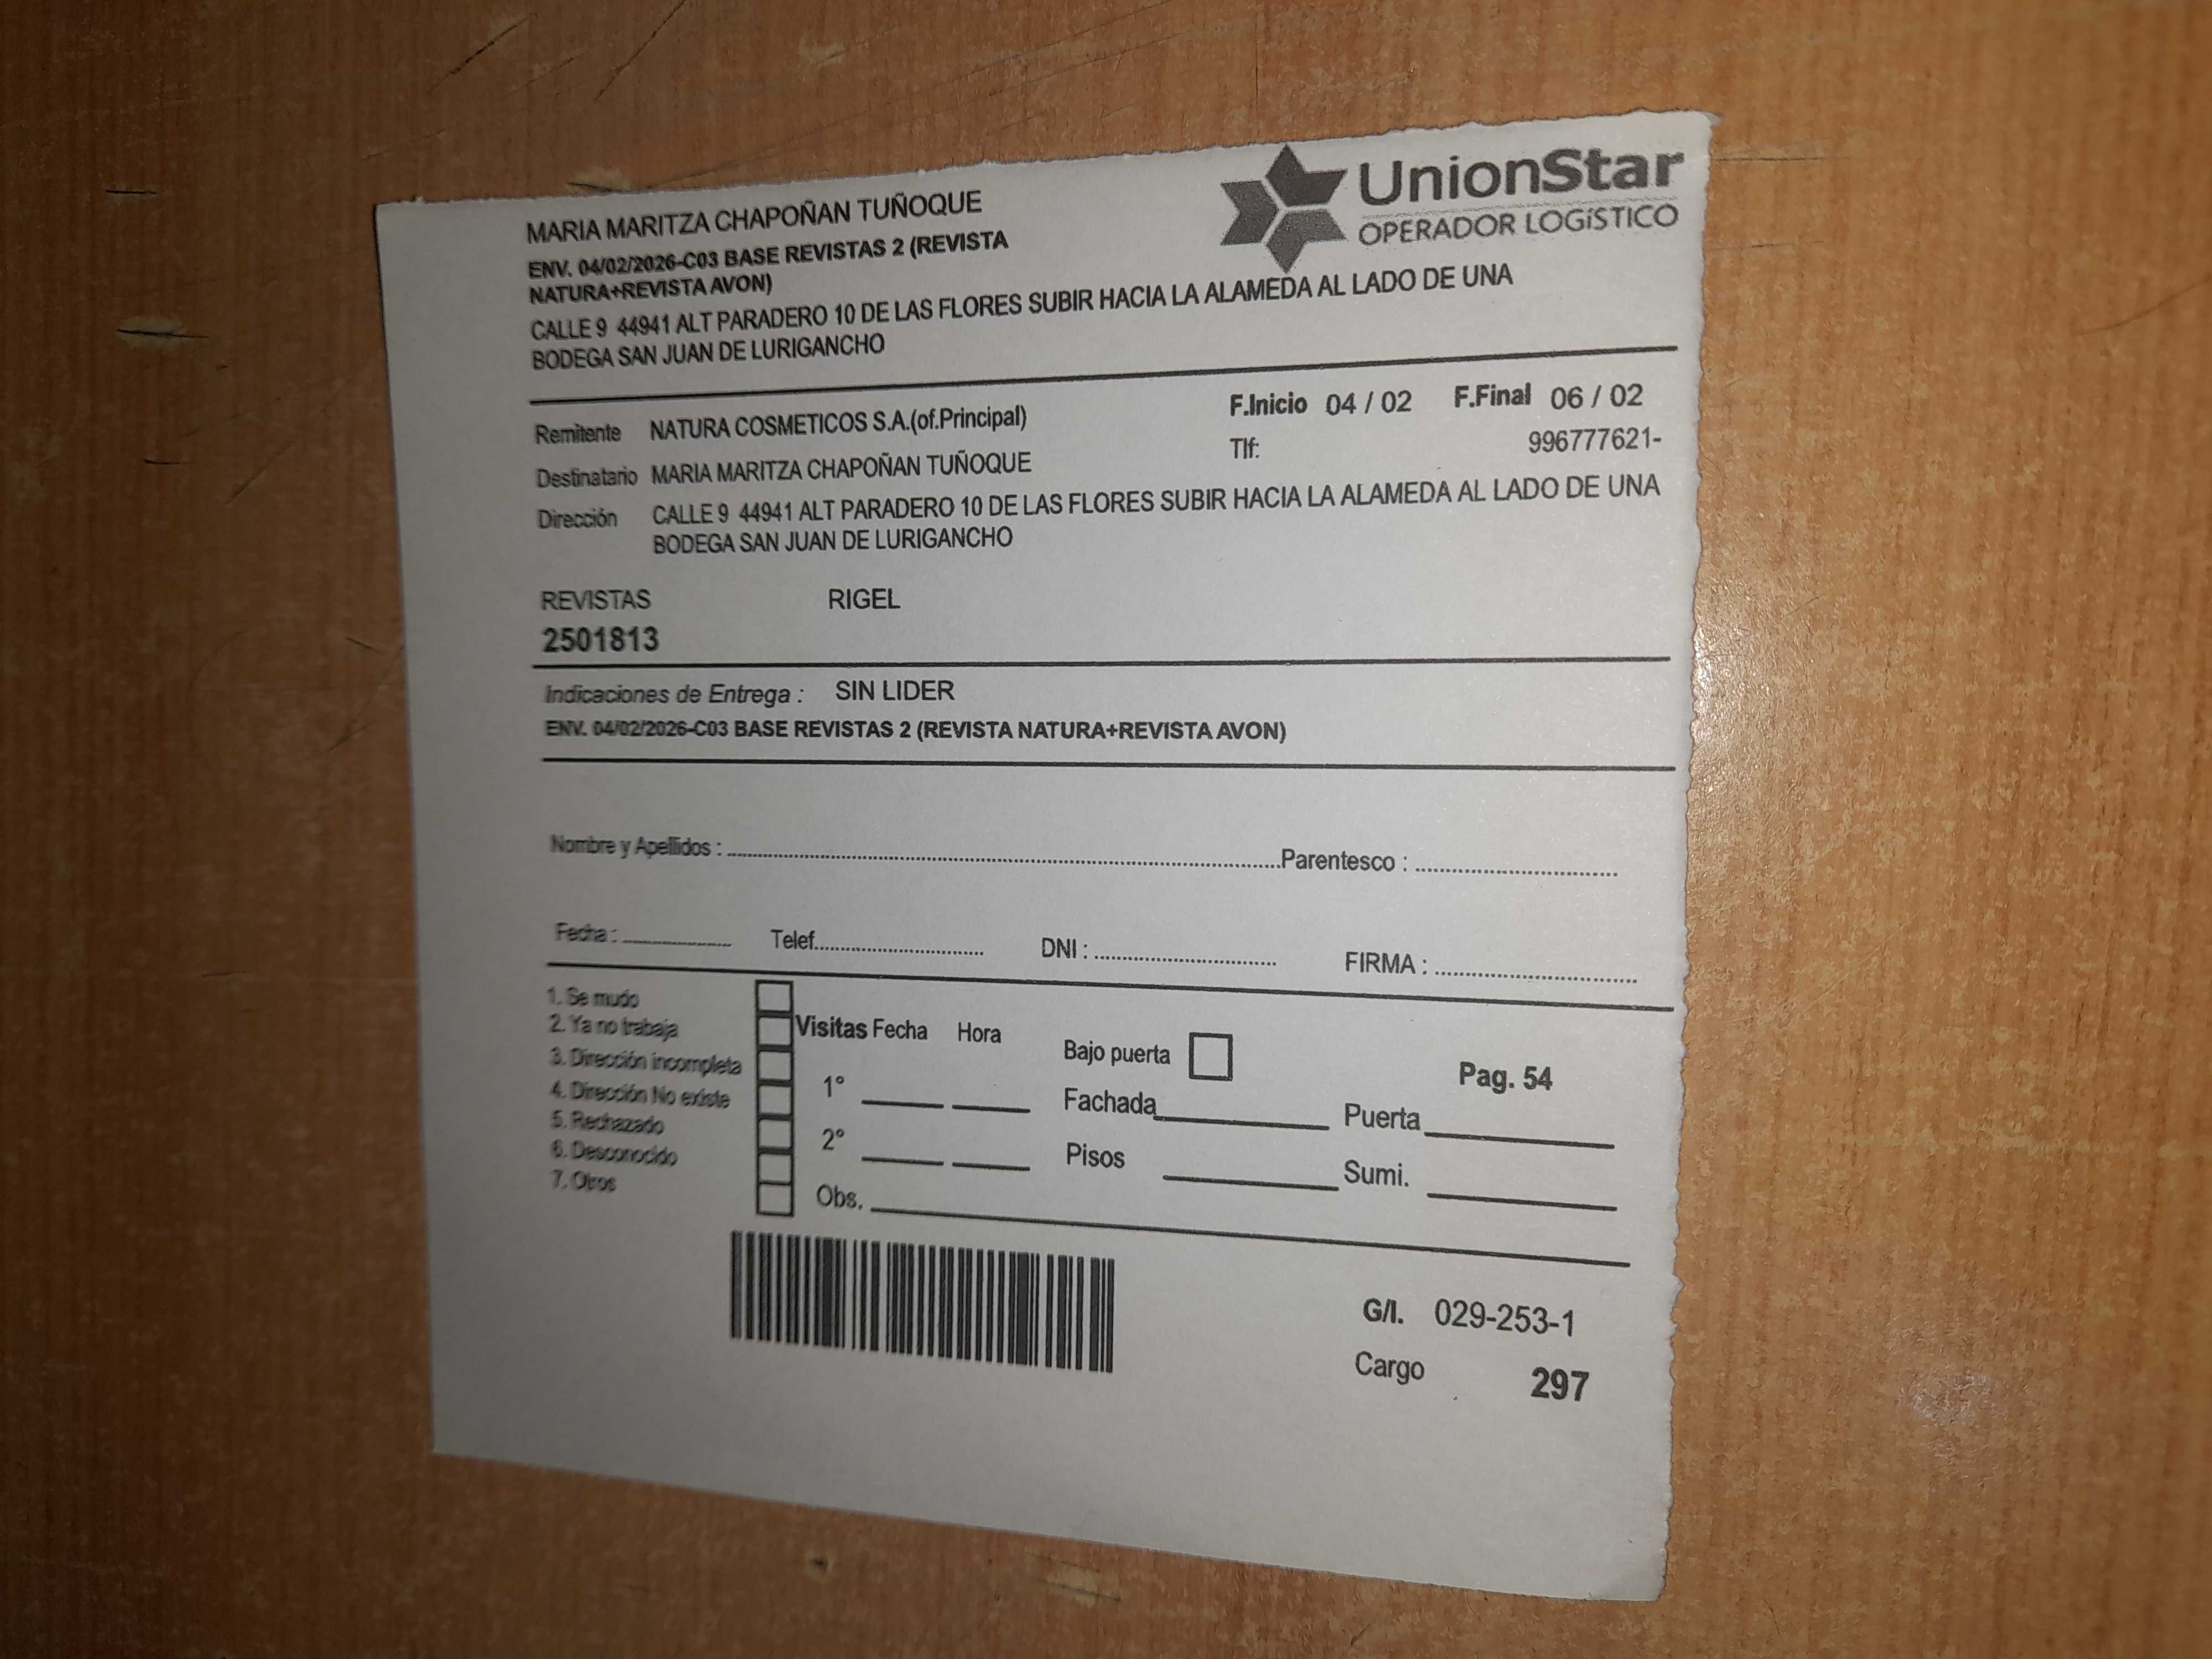 UnionStar
OPERADOR LOGíSTICO
MARIA MARITZA CHAPOÑAN TUÑOQUE
ENV. 04/02/2026-C03 BASE REVISTAS 2 (REVISTA
NATURA+REVISTA AVON)
CALLE 9 44941 ALT PARADERO 10 DE LAS FLORES SUBIR HACIA LA ALAMEDA AL LADO DE UNA
BODEGA SAN JUAN DE LURIGANCHO
Remitente NATURA COSMETICOS S.A.(of.Principal) F.Inicio 04 / 02 F.Final 06 / 02
Tlf: 996777621-
Destinatario MARIA MARITZA CHAPOÑAN TUÑOQUE
Dirección CALLE 9 44941 ALT PARADERO 10 DE LAS FLORES SUBIR HACIA LA ALAMEDA AL LADO DE UNA
BODEGA SAN JUAN DE LURIGANCHO
REVISTAS RIGEL
2501813
Indicaciones de Entrega : SIN LIDER
ENV. 04/02/2026-C03 BASE REVISTAS 2 (REVISTA NATURA+REVISTA AVON)
Nombre y Apellidos : Parentesco :
Fecha : Telef. DNI : FIRMA :
1. Se mudo
2. Ya no trabaja
3. Dirección incompleta
4. Dirección No existe
5. Rechazado
6. Desconocido
7. Otros
Visitas Fecha Hora
1°
2°
Obs.
Bajo puerta
Fachada
Pisos
Pag. 54
Puerta
Sumi.
G/I. 029-253-1
Cargo 297